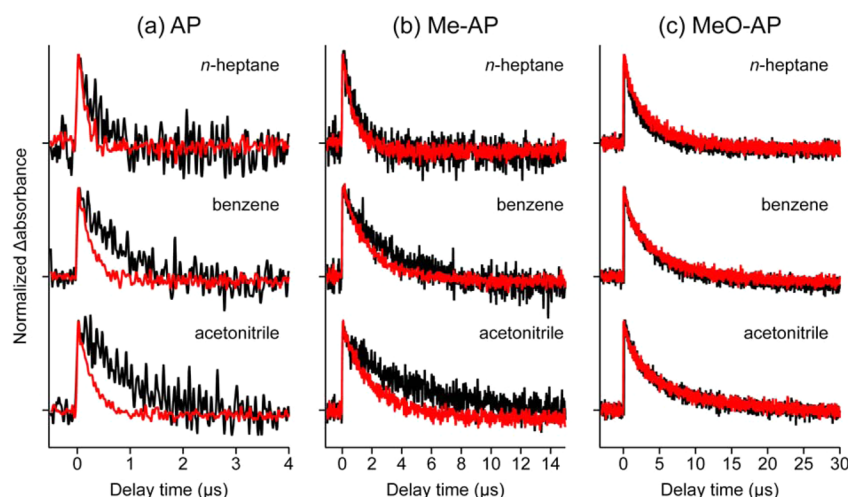 (a) AP
(b) Me-AP
(c) MeO-AP
n-heptane
n-heptane
n-heptane
benzene
benzene
benzene
acetonitrile
acetonitrile
acetonitrile
Normalized Δabsorbance
0 1 2 3 4
0 2 4 6 8 10 12 14
0 5 10 15 20 25 30
Delay time (μs)
Delay time (μs)
Delay time (μs)